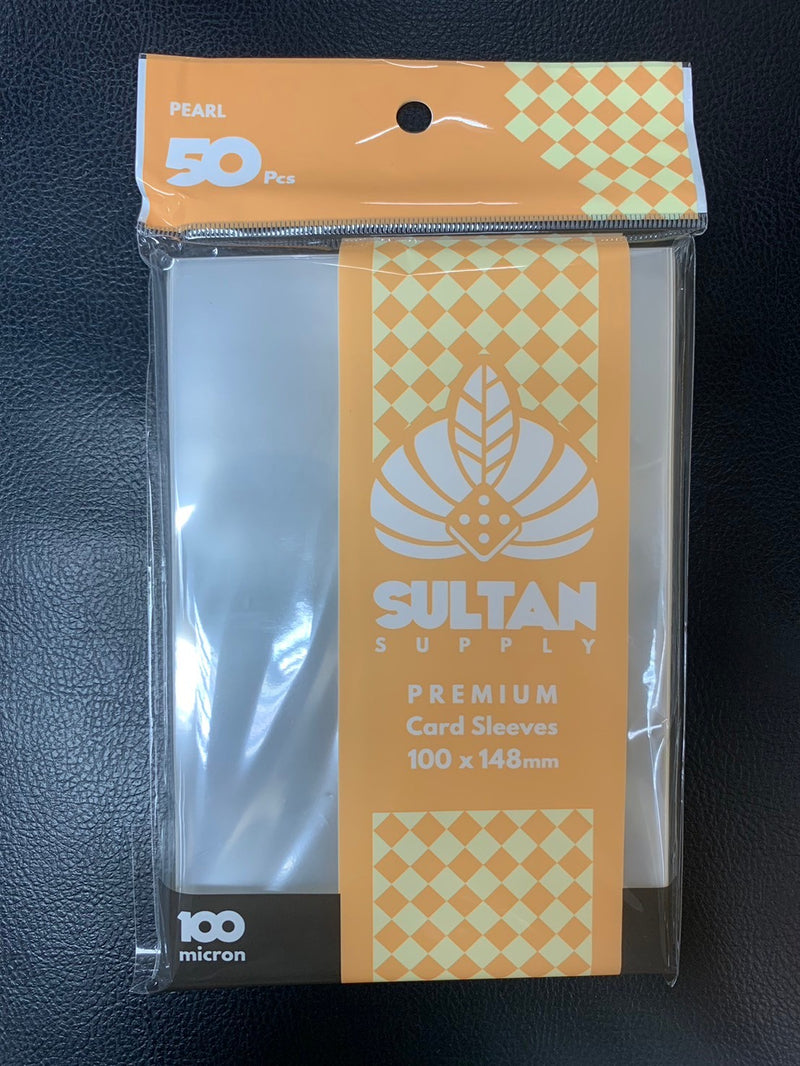 PEARL
50 Pcs
SULTAN
SUPPLY
PREMIUM
Card Sleeves
100 x 148mm
100
micron